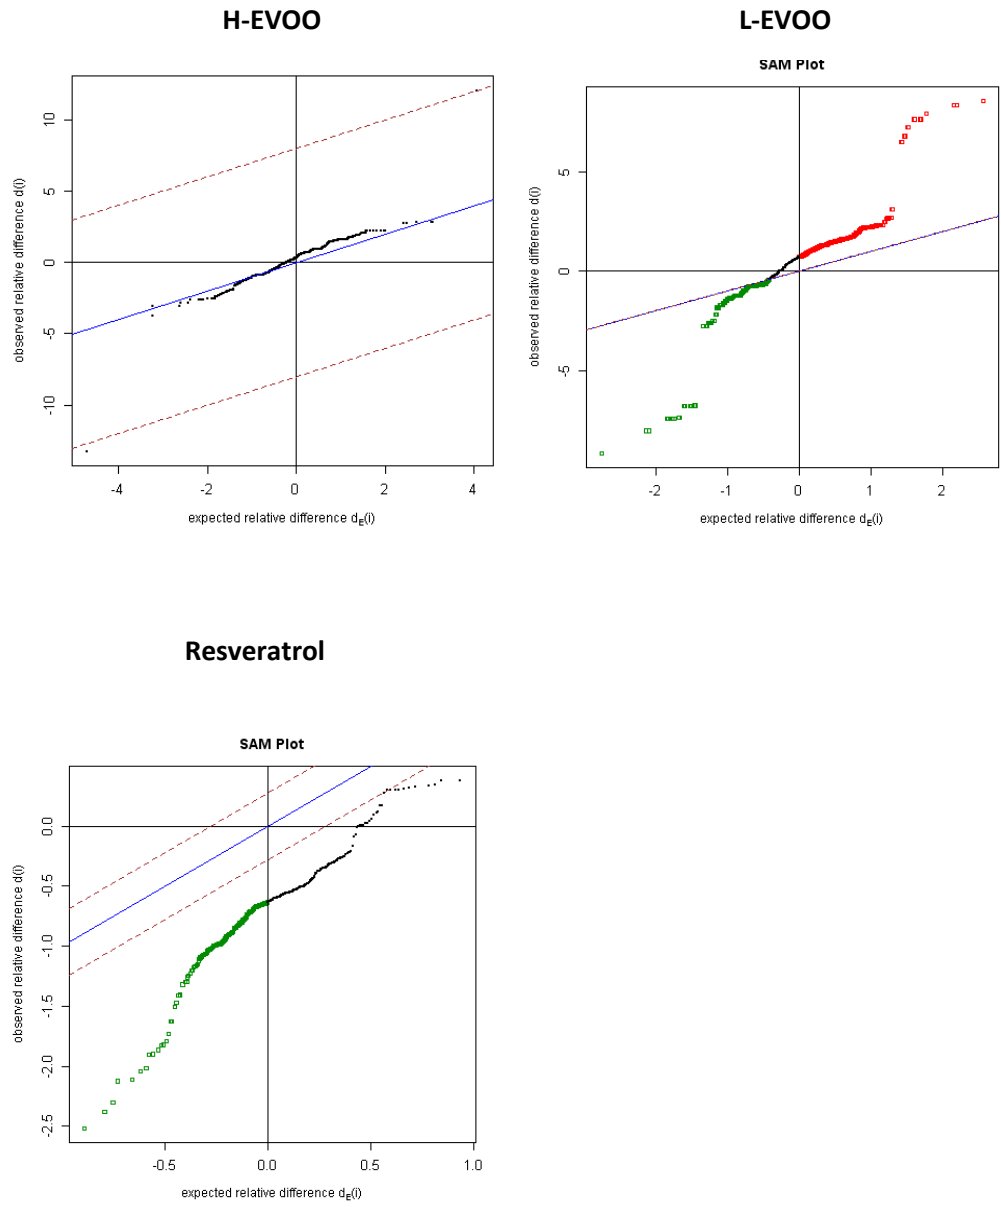 H-EVOO
L-EVOO
SAM Plot
observed relative difference d(i)
10
5
0
-5
-10
-4
-2
0
2
4
expected relative difference dE(i)
observed relative difference d(i)
5
0
-5
-2
-1
0
1
2
expected relative difference dE(i)
Resveratrol
SAM Plot
observed relative difference d(i)
0.0
-0.5
-1.0
-1.5
-2.0
-2.5
-0.5
0.0
0.5
1.0
expected relative difference dE(i)